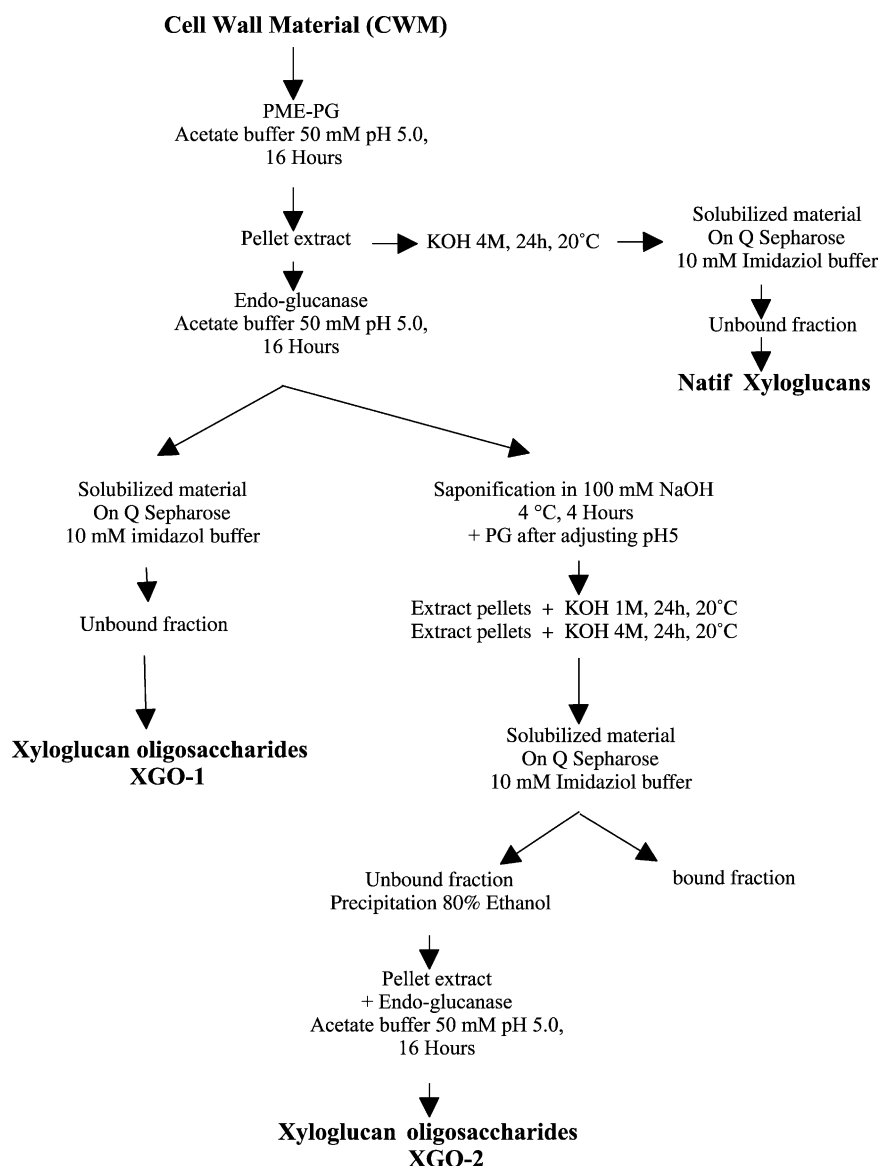 Cell Wall Material (CWM)
PME-PG
Acetate buffer 50 mM pH 5.0,
16 Hours
Pellet extract
KOH 4M, 24h, 20˚C
Solubilized material
On Q Sepharose
10 mM Imidaziol buffer
Unbound fraction
Natif Xyloglucans
Endo-glucanase
Acetate buffer 50 mM pH 5.0,
16 Hours
Solubilized material
On Q Sepharose
10 mM imidazol buffer
Unbound fraction
Xyloglucan oligosaccharides
XGO-1
Saponification in 100 mM NaOH
4 °C, 4 Hours
+ PG after adjusting pH5
Extract pellets + KOH 1M, 24h, 20˚C
Extract pellets + KOH 4M, 24h, 20˚C
Solubilized material
On Q Sepharose
10 mM Imidaziol buffer
Unbound fraction
Precipitation 80% Ethanol
bound fraction
Pellet extract
+ Endo-glucanase
Acetate buffer 50 mM pH 5.0,
16 Hours
Xyloglucan oligosaccharides
XGO-2